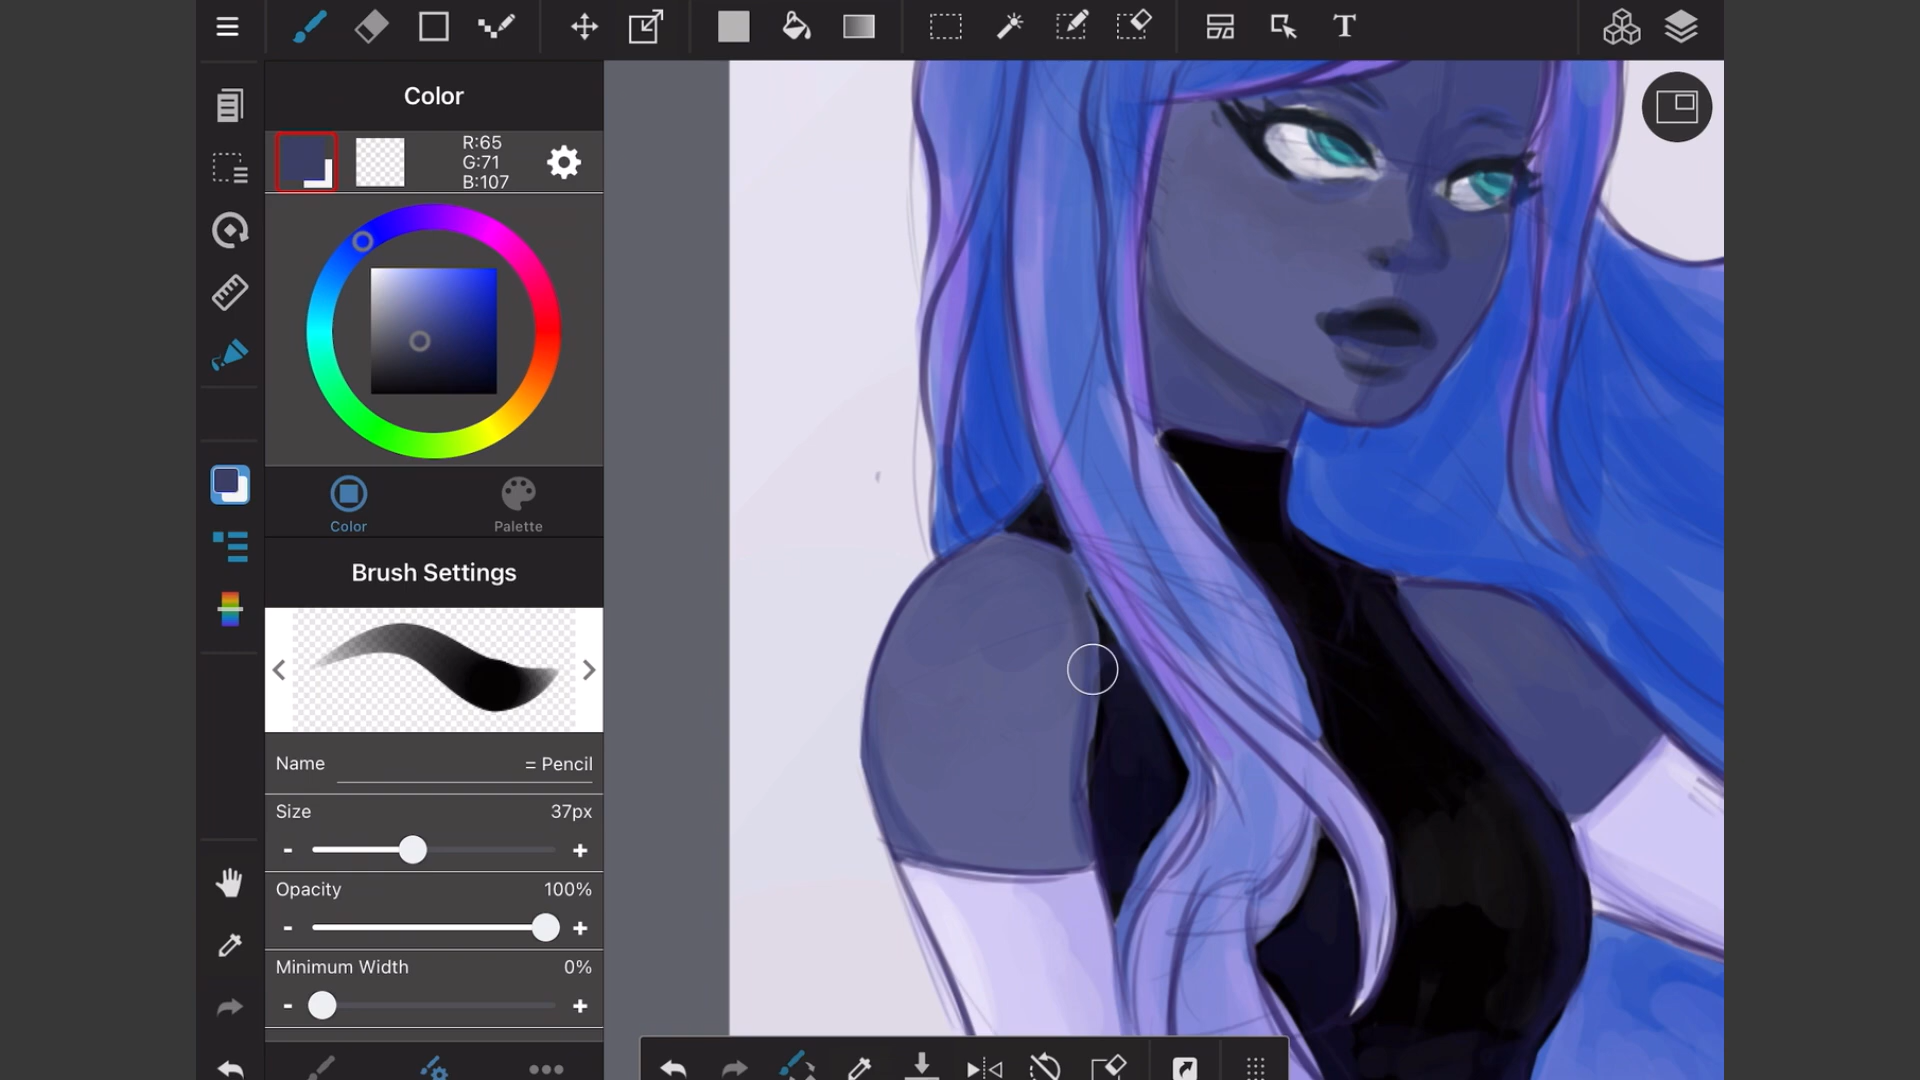 T
Color
R:65
G:71
B:107
Color
Palette
Brush Settings
Name
= Pencil
Size
37px
-
+
Opacity
100%
-
+
Minimum Width
0%
-
+